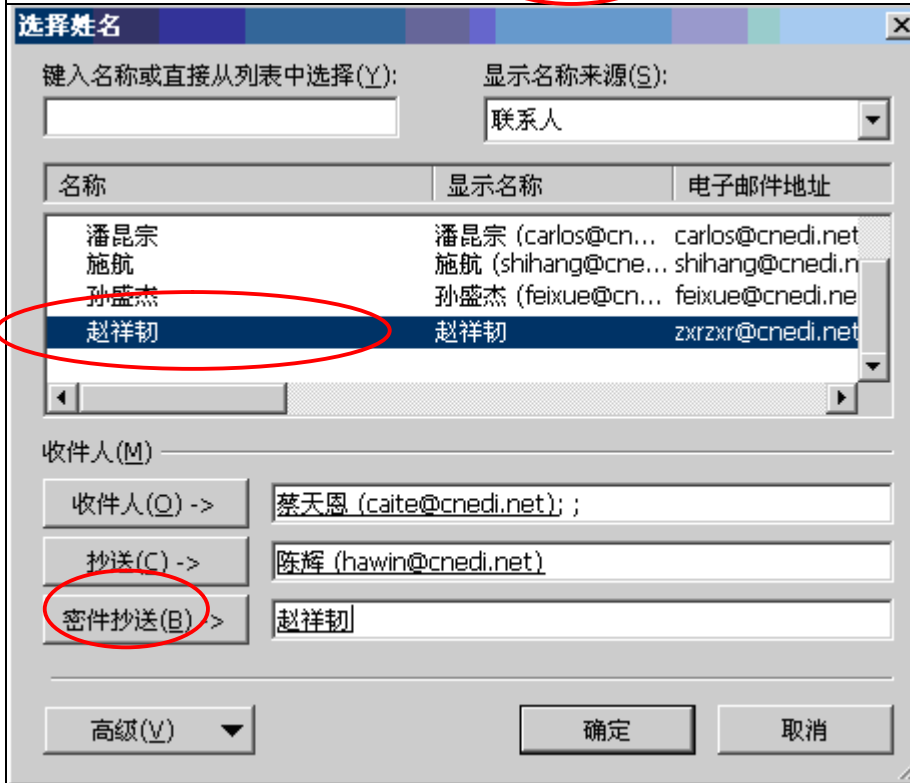 选择姓名
键入名称或直接从列表中选择(Y):
显示名称来源(S):
联系人
名称 显示名称 电子邮件地址
潘昆宗 潘昆宗 (carlos@cn... carlos@cnedi.net
施航 施航 (shihang@cne... shihang@cnedi.n
孙盛杰 孙盛杰 (feixue@cn... feixue@cnedi.ne
赵祥韧 赵祥韧 zxrzxr@cnedi.net
收件人(M)
收件人(O) -> 蔡天恩 (caite@cnedi.net); ;
抄送(C) -> 陈辉 (hawin@cnedi.net)
密件抄送(B) -> 赵祥韧
高级(V) 确定 取消